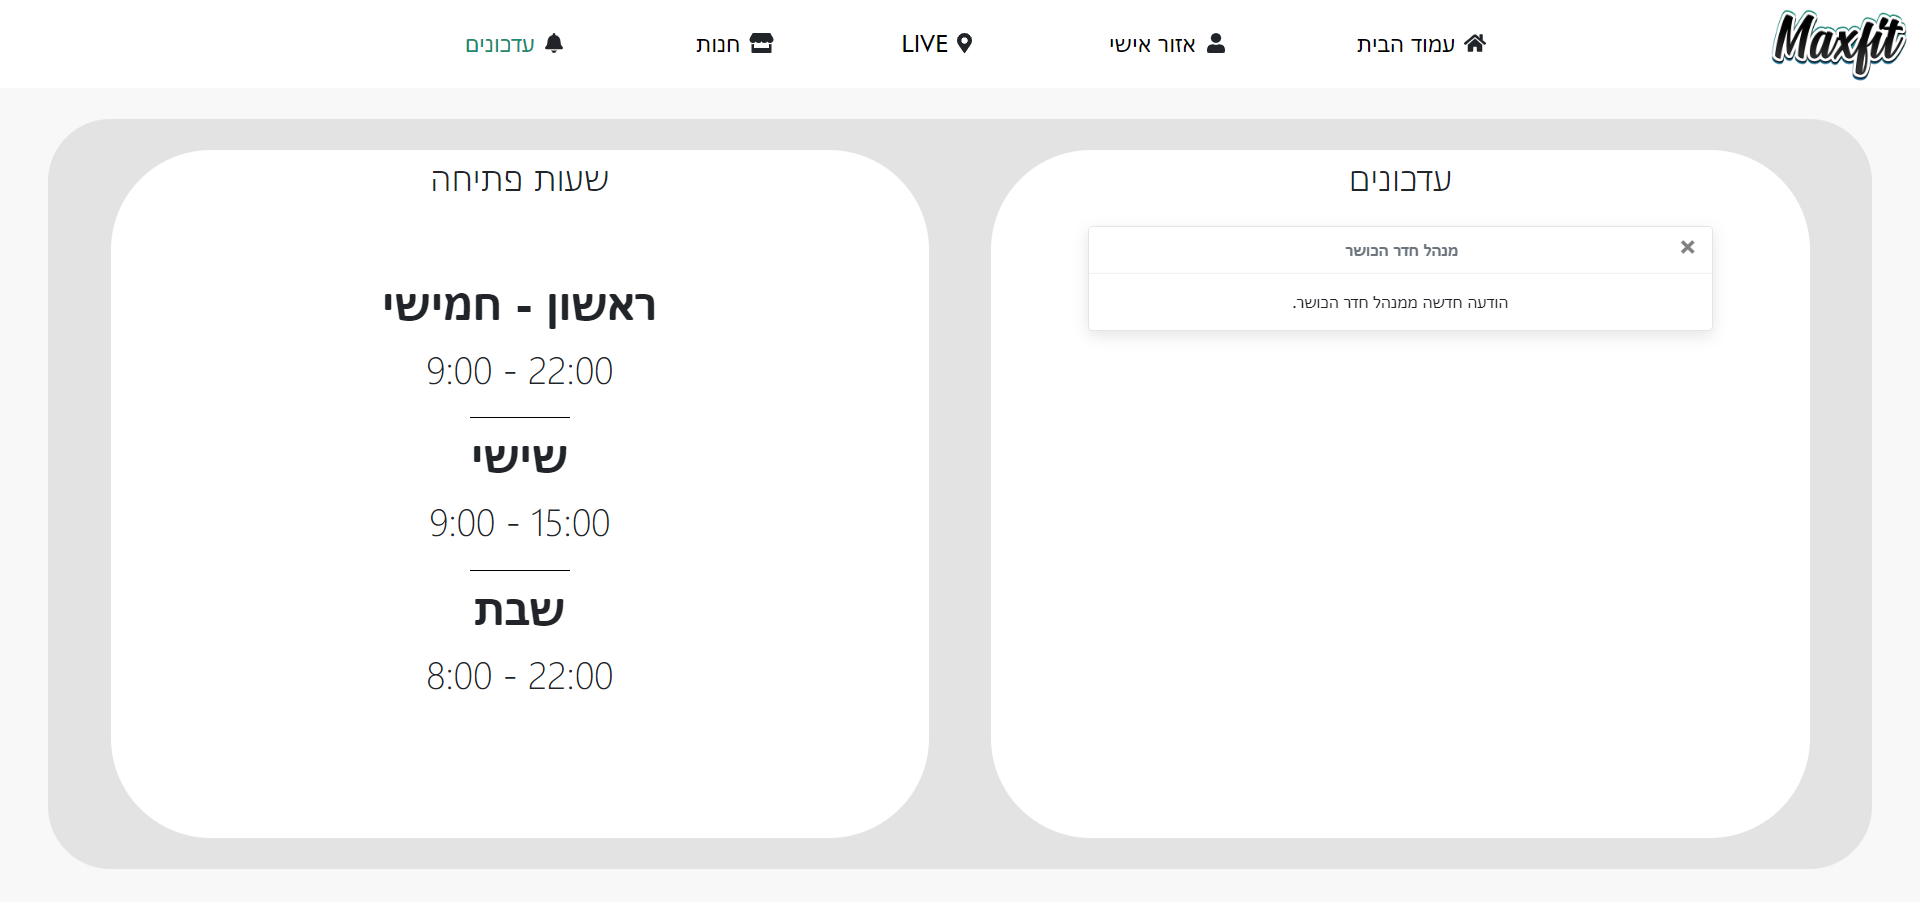 Maxfit
עמוד הבית
אזור אישי
LIVE
חנות
עדכונים
עדכונים
מנהל חדר הכושר
×
הודעה חדשה ממנהל חדר הכושר.
שעות פתיחה
ראשון - חמישי
9:00 - 22:00
שישי
9:00 - 15:00
שבת
8:00 - 22:00